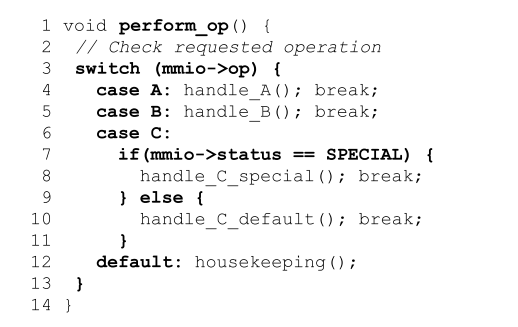 1 void perform_op() {
2 // Check requested operation
3 switch (mmio->op) {
4 case A: handle_A(); break;
5 case B: handle_B(); break;
6 case C:
7 if(mmio->status == SPECIAL) {
8 handle_C_special(); break;
9 } else {
10 handle_C_default(); break;
11 }
12 default: housekeeping();
13 }
14 }